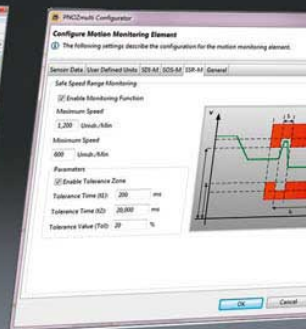 PNOZmulti Configurator
Configure Motion Monitoring Element
The following settings describe the configuration for the motion monitoring element.
Sensor Data User Defined Units SDI-M SOS-M SSR-M General
Safe Speed Range Monitoring
Enable Monitoring Function
Maximum Speed
1,200 Umdr./Min
Minimum Speed
600 Umdr./Min
Parameters
Enable Tolerance Zone
Tolerance Time (t1): 200 ms
Tolerance Time (t2): 20,000 ms
Tolerance Value (Tol): 20 %
OK Cancel